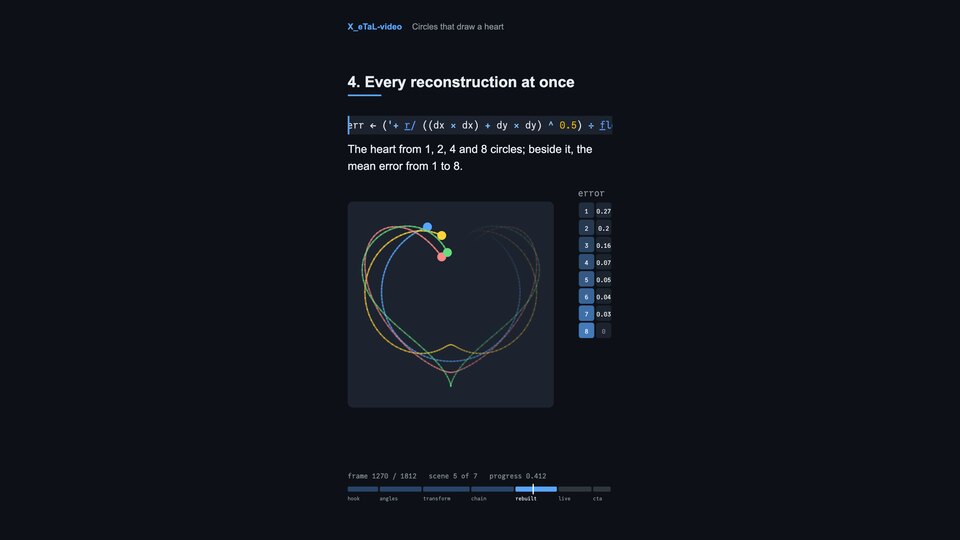 X_eTaL-video Circles that draw a heart
4. Every reconstruction at once
err ← ('+ r/ ((dx × dx) + dy × dy) ^ 0.5) ÷ fl
The heart from 1, 2, 4 and 8 circles; beside it, the
mean error from 1 to 8.
error
1 0.27
2 0.2
3 0.16
4 0.07
5 0.05
6 0.04
7 0.03
8 0
frame 1270 / 1812 scene 5 of 7 progress 0.412
hook angles transform chain rebuilt live cta